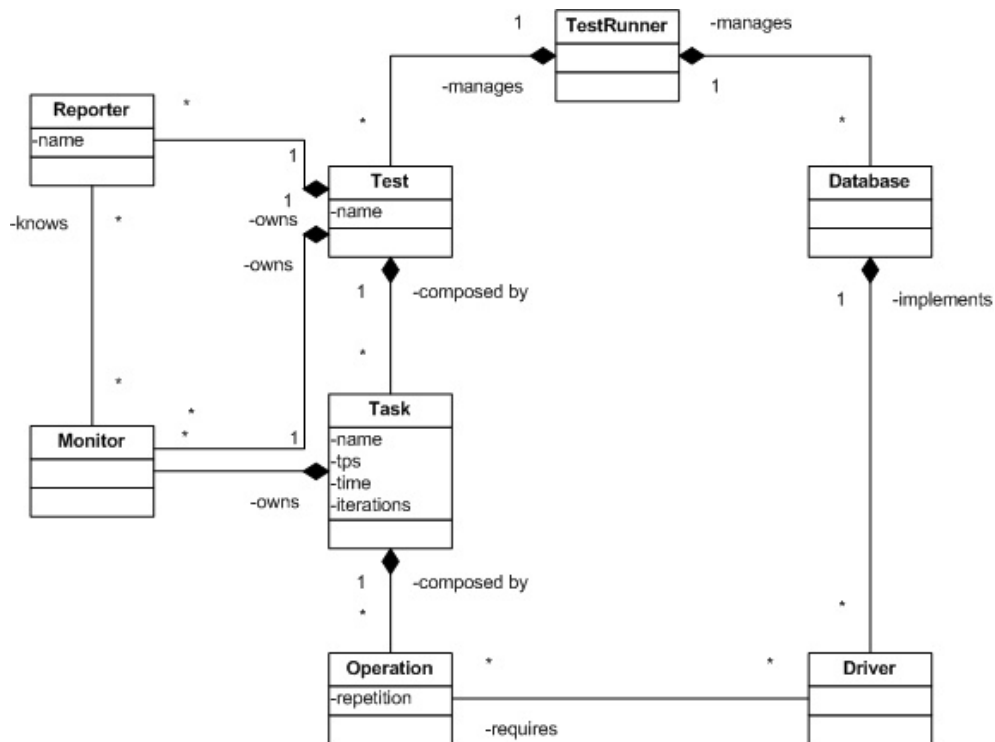 1
TestRunner
-manages
-manages
1
Reporter
*
-name
*
*
1
Test
Database
1
-name
-knows
*
-owns
-owns
1
-composed by
1
-implements
*
*
Task
*
Monitor
*
1
-name
-tps
-time
-owns
-iterations
1
-composed by
*
*
Operation
*
*
Driver
-repetition
-requires